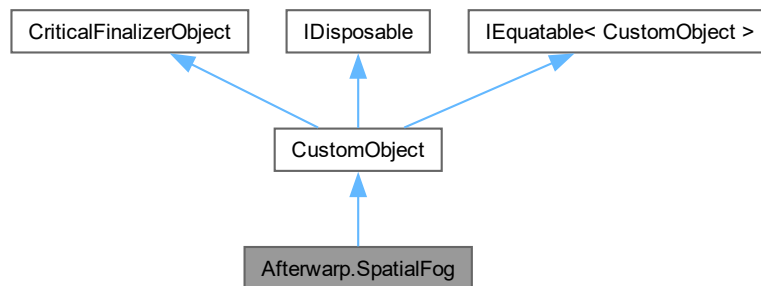 CriticalFinalizerObject
IDisposable
IEquatable< CustomObject >
CustomObject
Afterwarp.SpatialFog